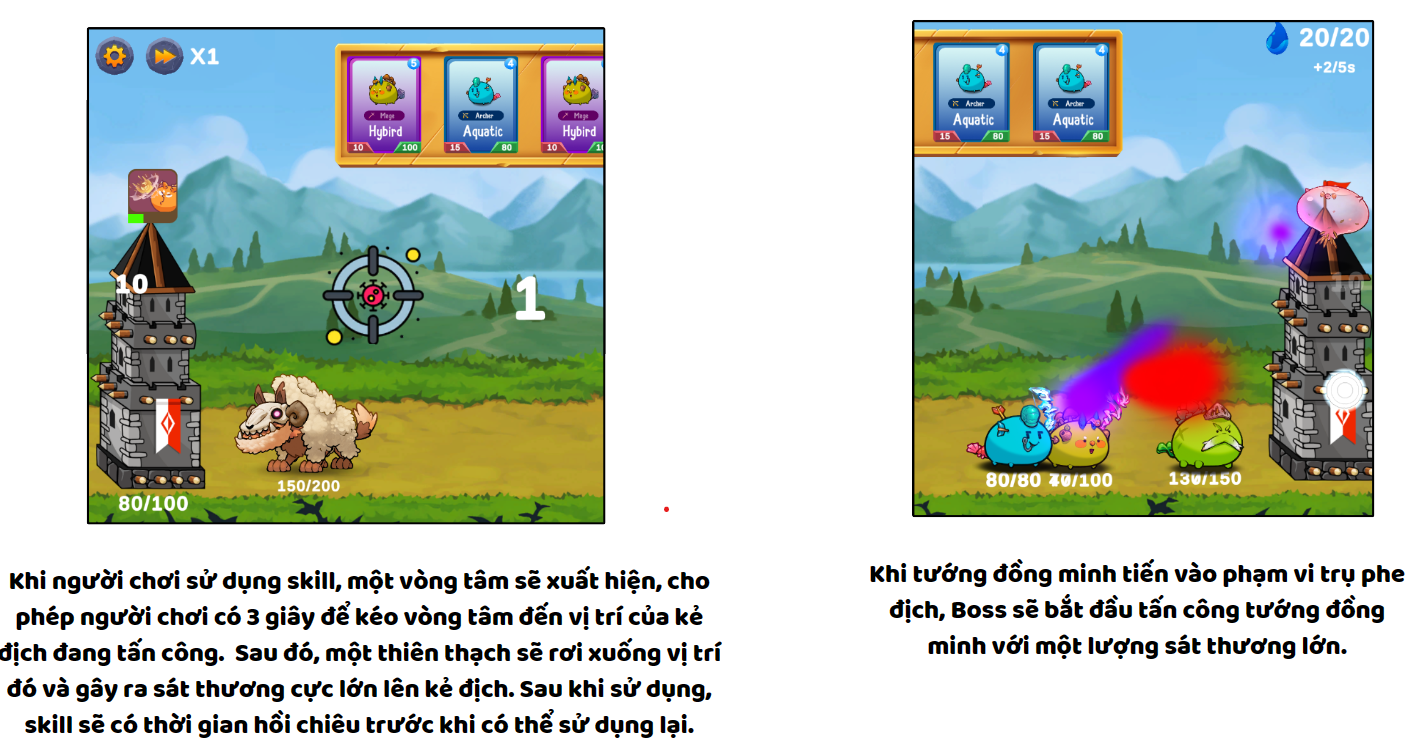 X1
5
4
Mage
Archer
Mage
Hybird
Aquatic
Hybird
10 100 15 80 10
10
1
150/200
80/100
Khi người chơi sử dụng skill, một vòng tâm sẽ xuất hiện, cho
phép người chơi có 3 giây để kéo vòng tâm đến vị trí của kẻ
địch đang tấn công. Sau đó, một thiên thạch sẽ rơi xuống vị trí
đó và gây ra sát thương cực lớn lên kẻ địch. Sau khi sử dụng,
skill sẽ có thời gian hồi chiêu trước khi có thể sử dụng lại.
20/20
+2/5s
4
4
Archer
Archer
Aquatic
Aquatic
15 80 15 80
10
80/80
Khi tướng đồng minh tiến vào phạm vi trụ phe
địch, Boss sẽ bắt đầu tấn công tướng đồng
minh với một lượng sát thương lớn.